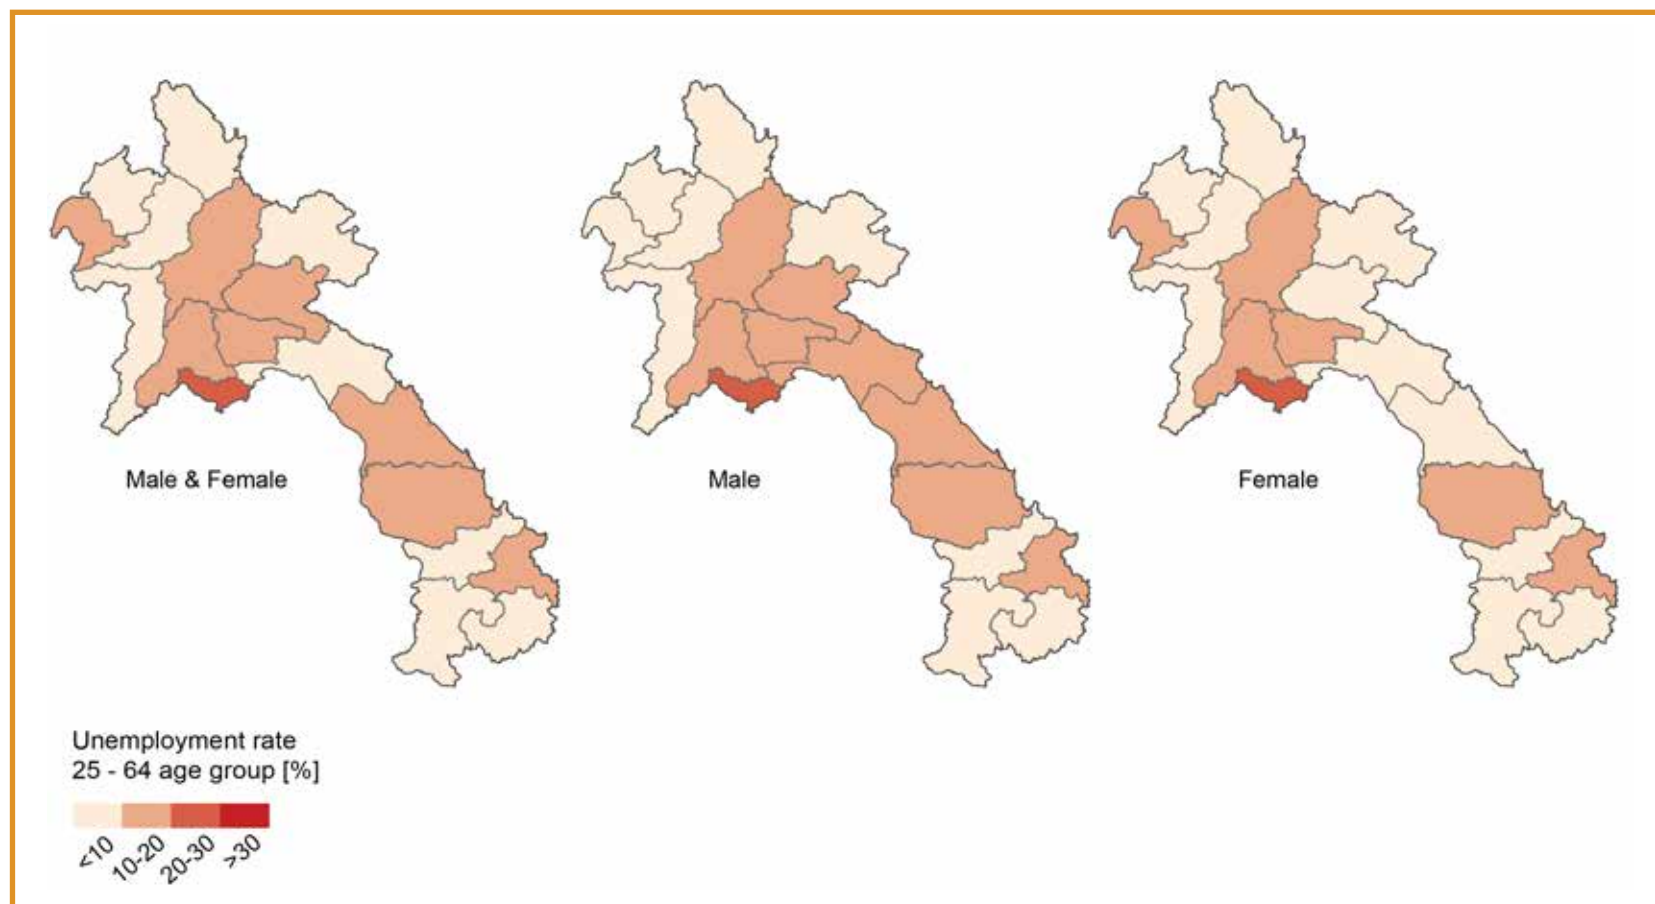 Male & Female
Male
Female
Unemployment rate
25 - 64 age group [%]
<10
10-20
20-30
>30